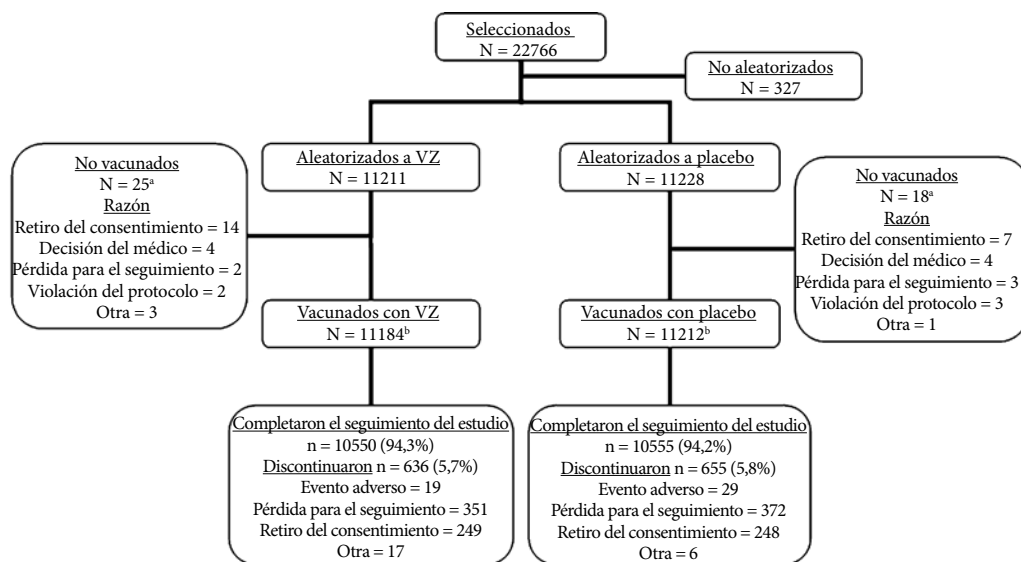 Seleccionados
N = 22766
No aleatorizados
N = 327
Aleatorizados a VZ
N = 11211
Aleatorizados a placebo
N = 11228
No vacunados
N = 25ª
Razón
Retiro del consentimiento = 14
Decisión del médico = 4
Pérdida para el seguimiento = 2
Violación del protocolo = 2
Otra = 3
No vacunados
N = 18ª
Razón
Retiro del consentimiento = 7
Decisión del médico = 4
Pérdida para el seguimiento = 3
Violación del protocolo = 3
Otra = 1
Vacunados con VZ
N = 11184ᵇ
Vacunados con placebo
N = 11212ᵇ
Completaron el seguimiento del estudio
n = 10550 (94,3%)
Discontinuaron n = 636 (5,7%)
Evento adverso = 19
Pérdida para el seguimiento = 351
Retiro del consentimiento = 249
Otra = 17
Completaron el seguimiento del estudio
n = 10555 (94,2%)
Discontinuaron n = 655 (5,8%)
Evento adverso = 29
Pérdida para el seguimiento = 372
Retiro del consentimiento = 248
Otra = 6